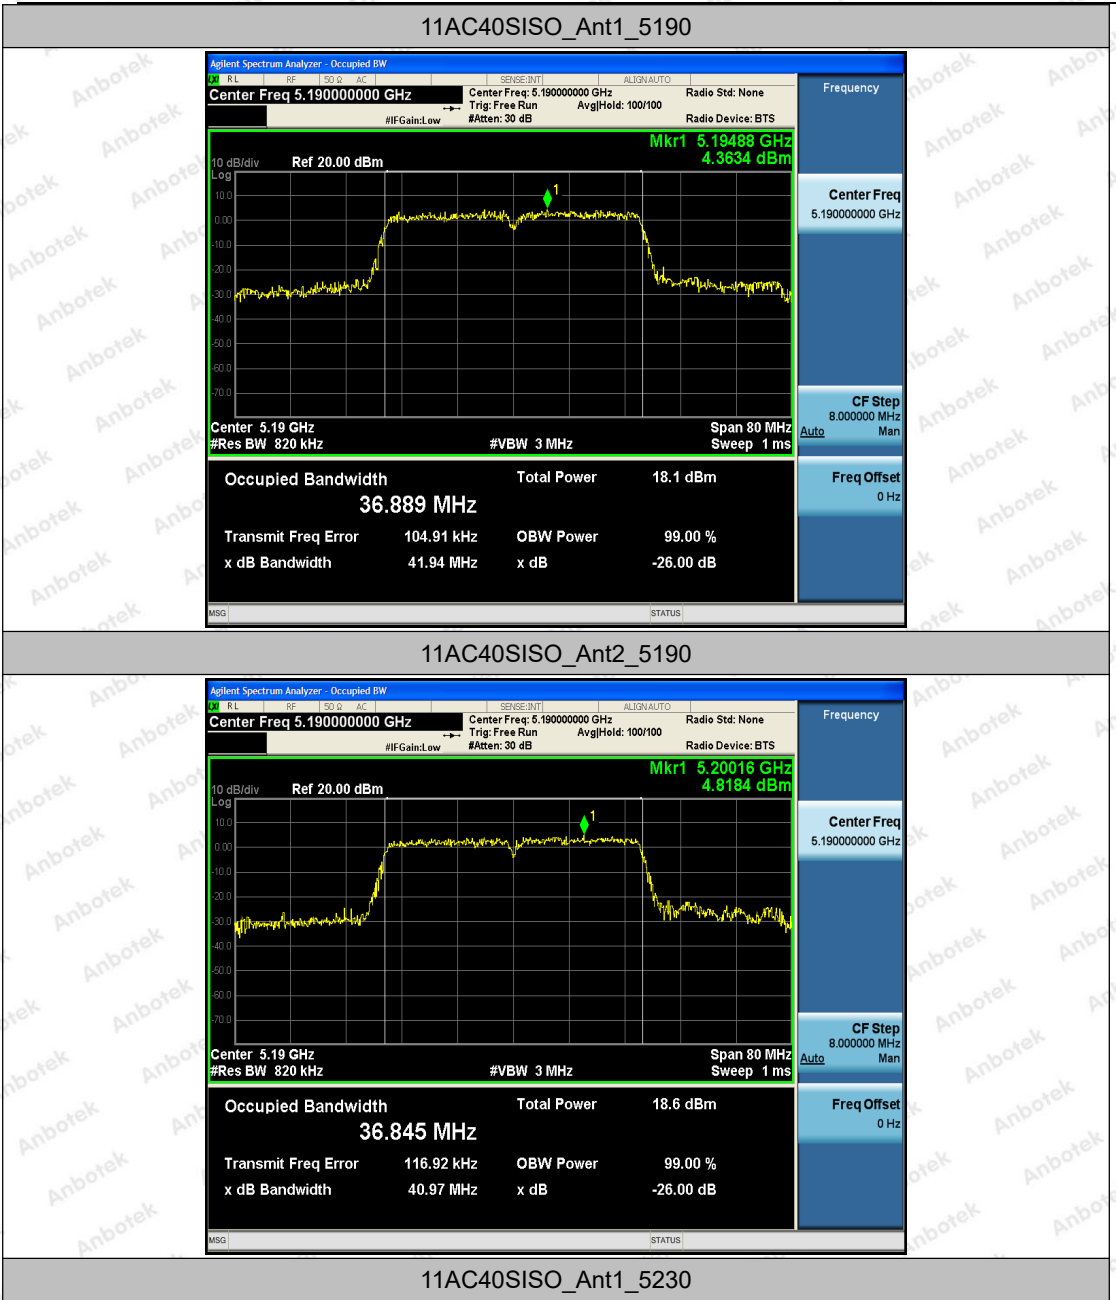 11AC40SISO_Ant1_5190
Agilent Spectrum Analyzer - Occupied BW
LXI RL RF 50 Ω AC SENSE:INT ALIGNAUTO
Center Freq 5.190000000 GHz
Center Freq: 5.190000000 GHz
Radio Std: None
Trig: Free Run Avg|Hold: 100/100
#IFGain:Low #Atten: 30 dB Radio Device: BTS
Mkr1 5.19488 GHz
4.3634 dBm
10 dB/div Ref 20.00 dBm
Log
10.0
0.00
-10.0
-20.0
-30.0
-40.0
-50.0
-60.0
-70.0
1
Center 5.19 GHz Span 80 MHz
#Res BW 820 kHz #VBW 3 MHz Sweep 1 ms
Occupied Bandwidth Total Power 18.1 dBm
36.889 MHz
Transmit Freq Error 104.91 kHz OBW Power 99.00 %
x dB Bandwidth 41.94 MHz x dB -26.00 dB
MSG STATUS
Frequency
Center Freq
5.190000000 GHz
CF Step
8.000000 MHz
Auto Man
Freq Offset
0 Hz
11AC40SISO_Ant2_5190
Agilent Spectrum Analyzer - Occupied BW
LXI RL RF 50 Ω AC SENSE:INT ALIGNAUTO
Center Freq 5.190000000 GHz
Center Freq: 5.190000000 GHz
Radio Std: None
Trig: Free Run Avg|Hold: 100/100
#IFGain:Low #Atten: 30 dB Radio Device: BTS
Mkr1 5.20016 GHz
4.8184 dBm
10 dB/div Ref 20.00 dBm
Log
10.0
0.00
-10.0
-20.0
-30.0
-40.0
-50.0
-60.0
-70.0
1
Center 5.19 GHz Span 80 MHz
#Res BW 820 kHz #VBW 3 MHz Sweep 1 ms
Occupied Bandwidth Total Power 18.6 dBm
36.845 MHz
Transmit Freq Error 116.92 kHz OBW Power 99.00 %
x dB Bandwidth 40.97 MHz x dB -26.00 dB
MSG STATUS
Frequency
Center Freq
5.190000000 GHz
CF Step
8.000000 MHz
Auto Man
Freq Offset
0 Hz
11AC40SISO_Ant1_5230